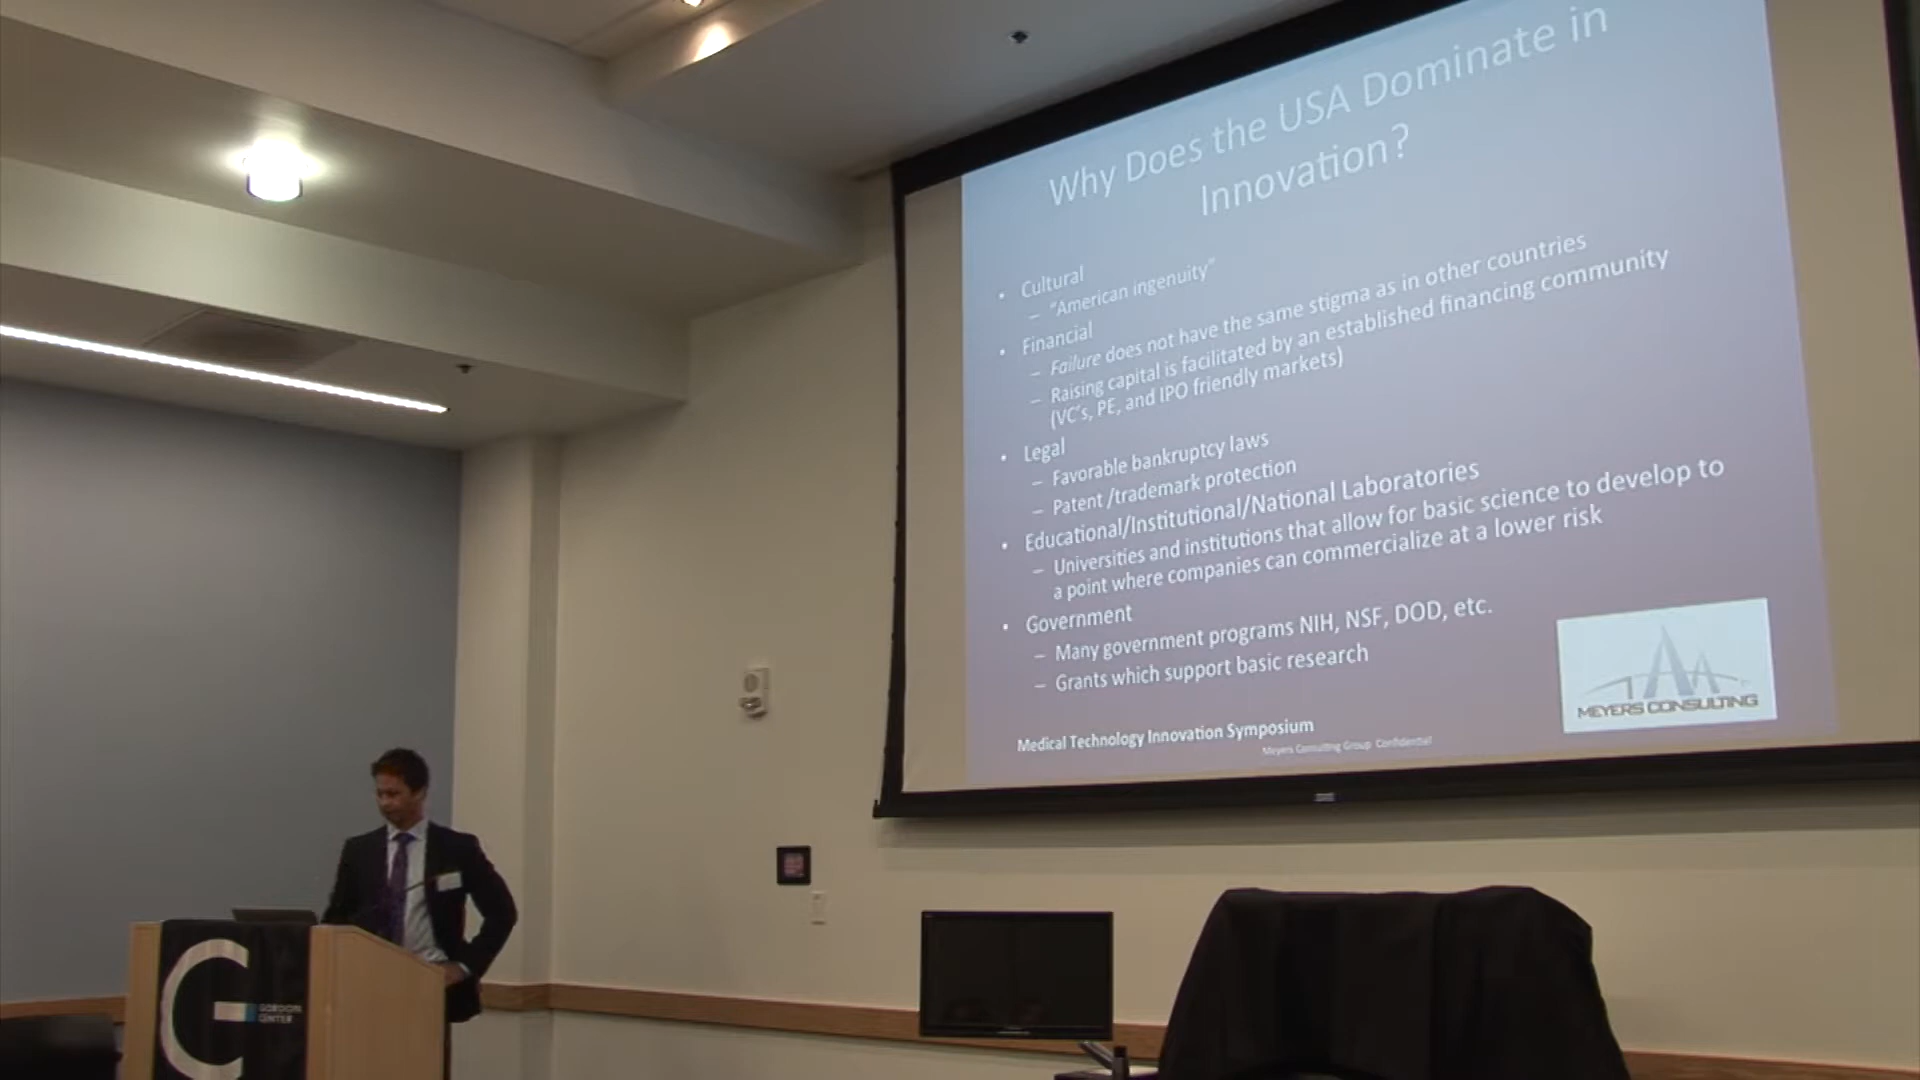 Why Does the USA Dominate in
Innovation?
• Cultural
– "American ingenuity"
• Financial
– Failure does not have the same stigma as in other countries
– Raising capital is facilitated by an established financing community
(VC's, PE, and IPO friendly markets)
• Legal
– Favorable bankruptcy laws
– Patent /trademark protection
• Educational/Institutional/National Laboratories
– Universities and institutions that allow for basic science to develop to
a point where companies can commercialize at a lower risk
• Government
– Many government programs NIH, NSF, DOD, etc.
– Grants which support basic research
MEYERS CONSULTING
Medical Technology Innovation Symposium
Meyers Consulting Group Confidential
GORDON
CENTER